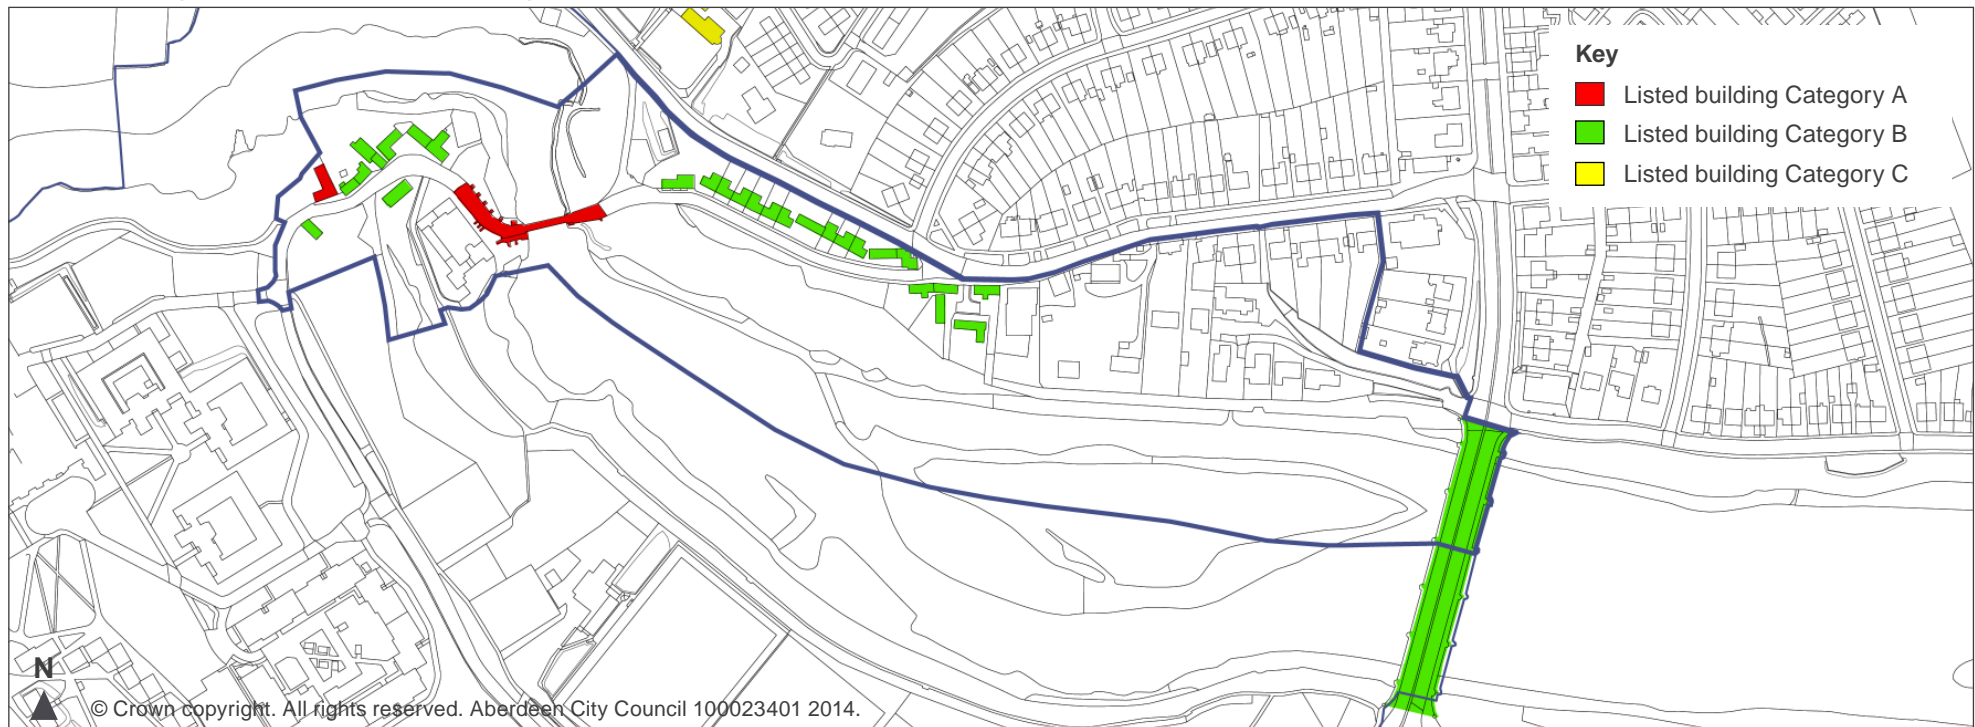 Key
Listed building Category A
Listed building Category B
Listed building Category C
N
© Crown copyright. All rights reserved. Aberdeen City Council 100023401 2014.